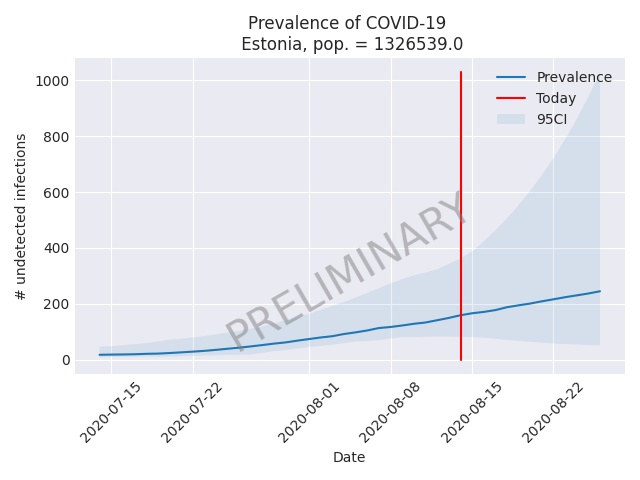 Prevalence of COVID-19
Estonia, pop. = 1326539.0
# undetected infections
1000
800
600
400
200
0
Prevalence
Today
95CI
PRELIMINARY
2020-07-15
2020-07-22
2020-08-01
2020-08-08
2020-08-15
2020-08-22
Date